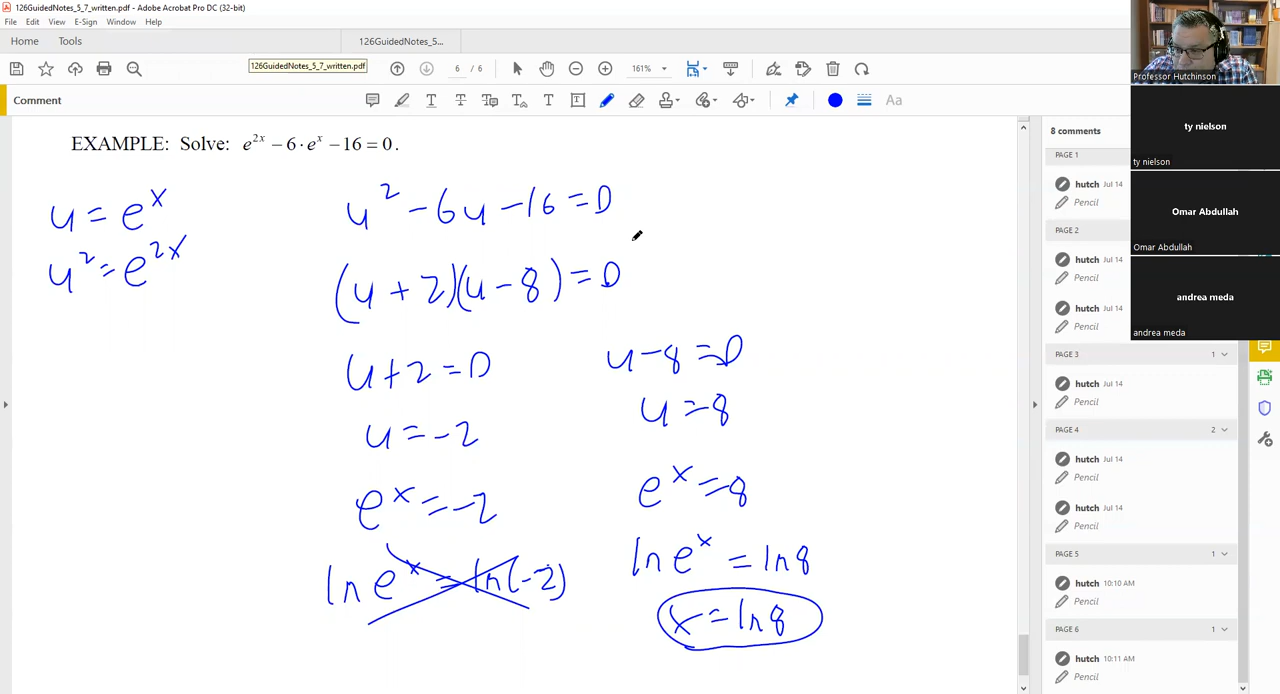 126GuidedNotes_5_7_written.pdf - Adobe Acrobat Pro DC (32-bit)
File Edit View E-Sign Window Help
Home Tools 126GuidedNotes_5_7...
126GuidedNotes_5_7_written.pdf
6 / 6
161%
Comment
Aa
EXAMPLE: Solve: e^{2x} − 6·e^x − 16 = 0.
u = e^x
u^2 = e^{2x}
u^2 - 6u - 16 = 0
(u + 2)(u - 8) = 0
u + 2 = 0
u = -2
e^x = -2
ln e^x = ln(-2)
u - 8 = 0
u = 8
e^x = 8
ln e^x = ln 8
x = ln 8
8 comments
PAGE 1
hutch Jul 14
Pencil
PAGE 2
hutch Jul 14
Pencil
hutch Jul 14
Pencil
PAGE 3 1
hutch Jul 14
Pencil
PAGE 4 2
hutch Jul 14
Pencil
hutch Jul 14
Pencil
PAGE 5 1
hutch 10:10 AM
Pencil
PAGE 6 1
hutch 10:11 AM
Pencil
Professor Hutchinson
ty nielson
ty nielson
Omar Abdullah
Omar Abdullah
andrea meda
andrea meda